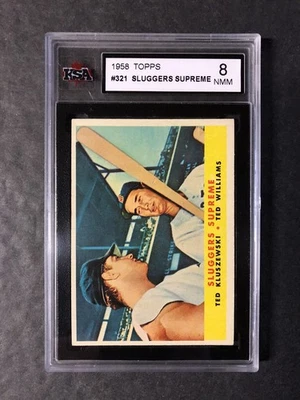 KSA
1958 TOPPS
#321 SLUGGERS SUPREME
8
NMM
SLUGGERS SUPREME
TED KLUSZEWSKI • TED WILLIAMS